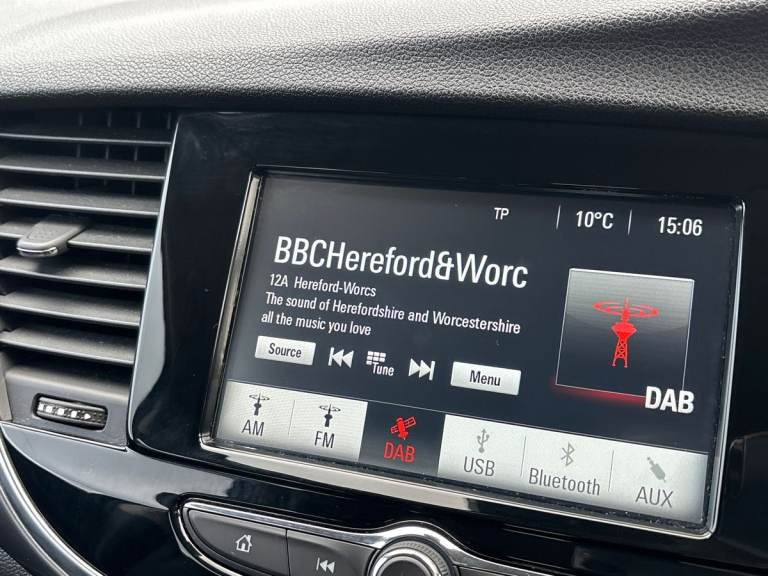 TP 10°C 15:06
BBCHereford&Worc
12A Hereford-Worcs
The sound of Herefordshire and Worcestershire
all the music you love
Source Tune Menu
DAB
AM FM DAB USB Bluetooth AUX